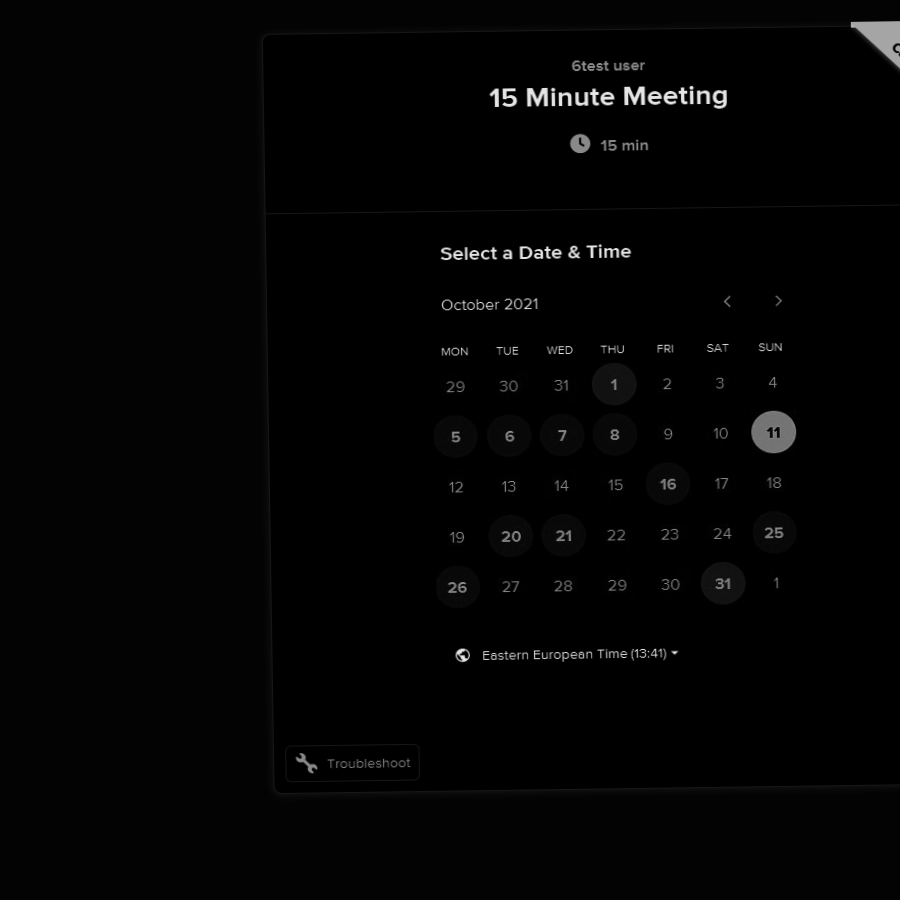 6test user
15 Minute Meeting
15 min
Select a Date & Time
October 2021
MON TUE WED THU FRI SAT SUN
29 30 31 1 2 3 4
5 6 7 8 9 10 11
12 13 14 15 16 17 18
19 20 21 22 23 24 25
26 27 28 29 30 31 1
Eastern European Time (13:41)
Troubleshoot